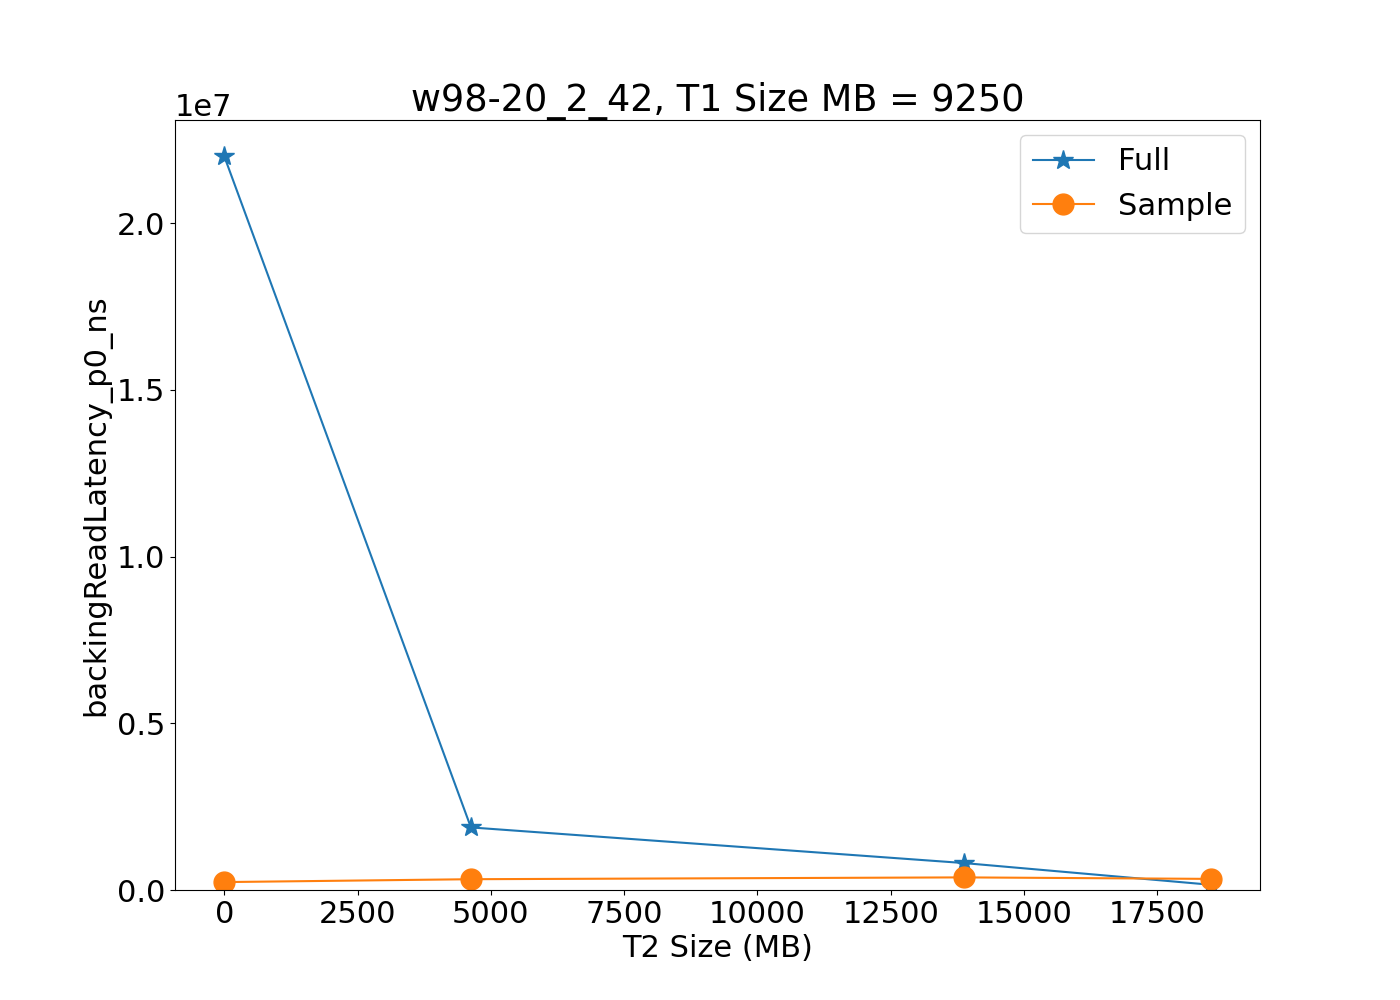 w98-20_2_42, T1 Size MB = 9250
1e7
Full
Sample
2.0
1.5
1.0
0.5
0.0
backingReadLatency_p0_ns
0 2500 5000 7500 10000 12500 15000 17500
T2 Size (MB)